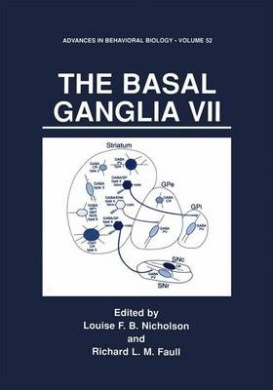 ADVANCES IN BEHAVIORAL BIOLOGY • VOLUME 52
THE BASAL
GANGLIA VII
Striatum
GPe
GPi
SNc
SNr
Edited by
Louise F. B. Nicholson
and
Richard L. M. Faull